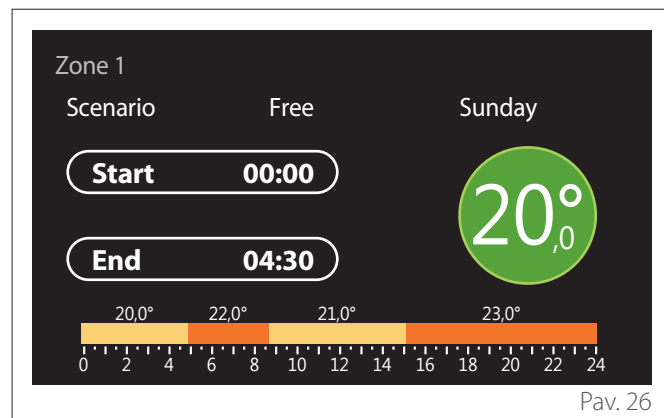 Zone 1
Scenario Free Sunday
Start 00:00
20°,0
End 04:30
20,0° 22,0° 21,0° 23,0°
0 2 4 6 8 10 12 14 16 18 20 22 24
Pav. 26